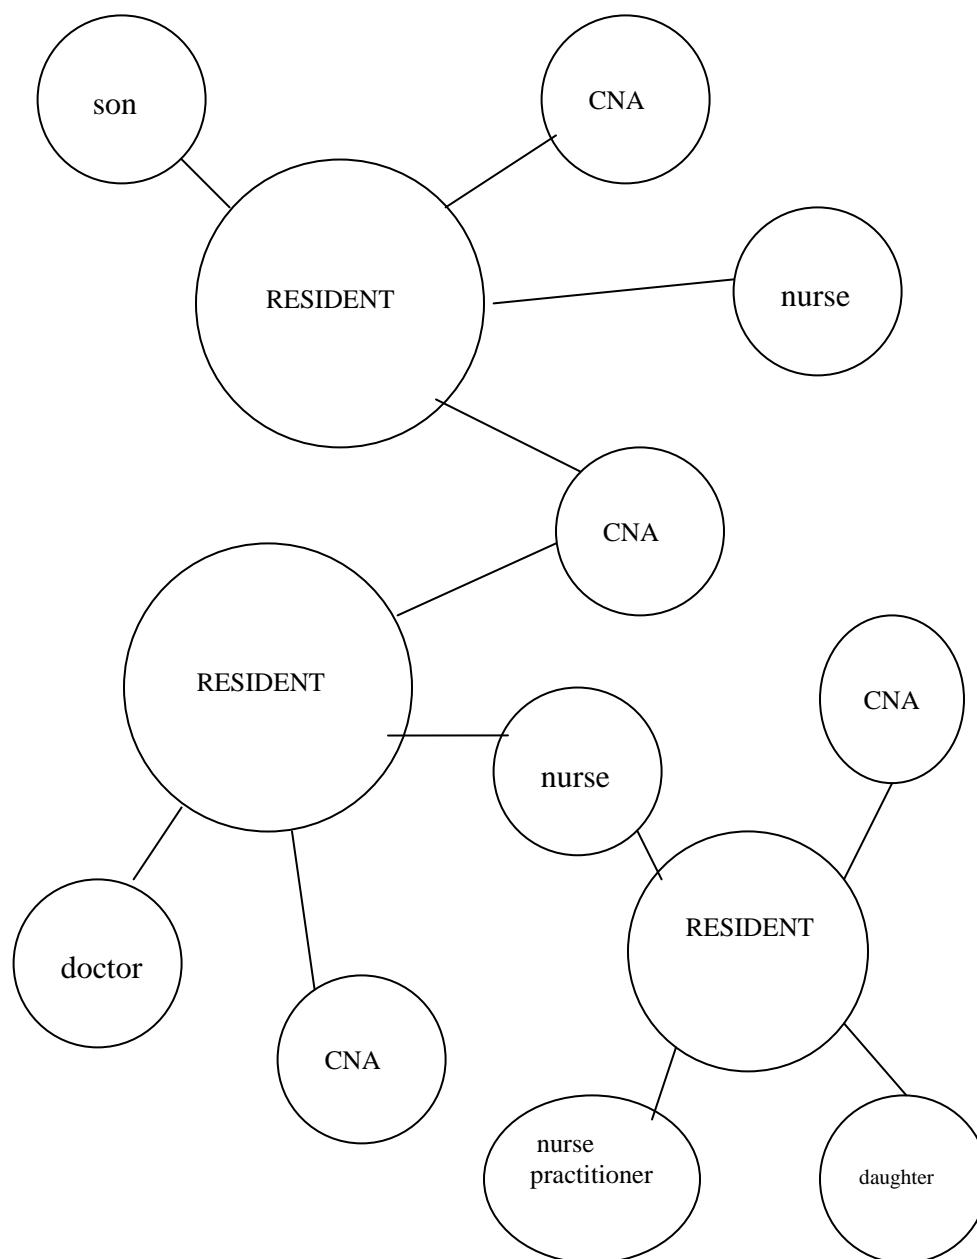 son
CNA
RESIDENT
nurse
CNA
RESIDENT
CNA
nurse
RESIDENT
doctor
CNA
nurse
practitioner
daughter